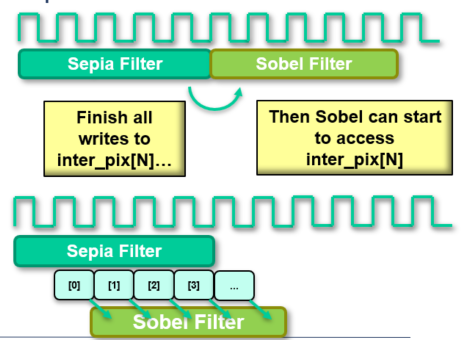 Sepia Filter
Sobel Filter
Finish all
writes to
inter_pix[N]...
Then Sobel can start
to access
inter_pix[N]
Sepia Filter
[0] [1] [2] [3] ...
Sobel Filter